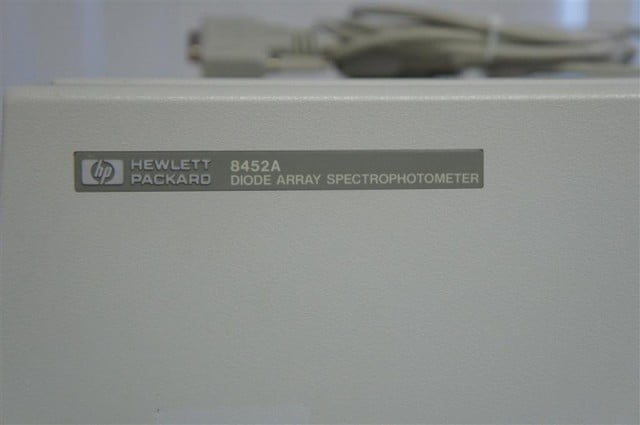 hp HEWLETT PACKARD
8452A
DIODE ARRAY SPECTROPHOTOMETER